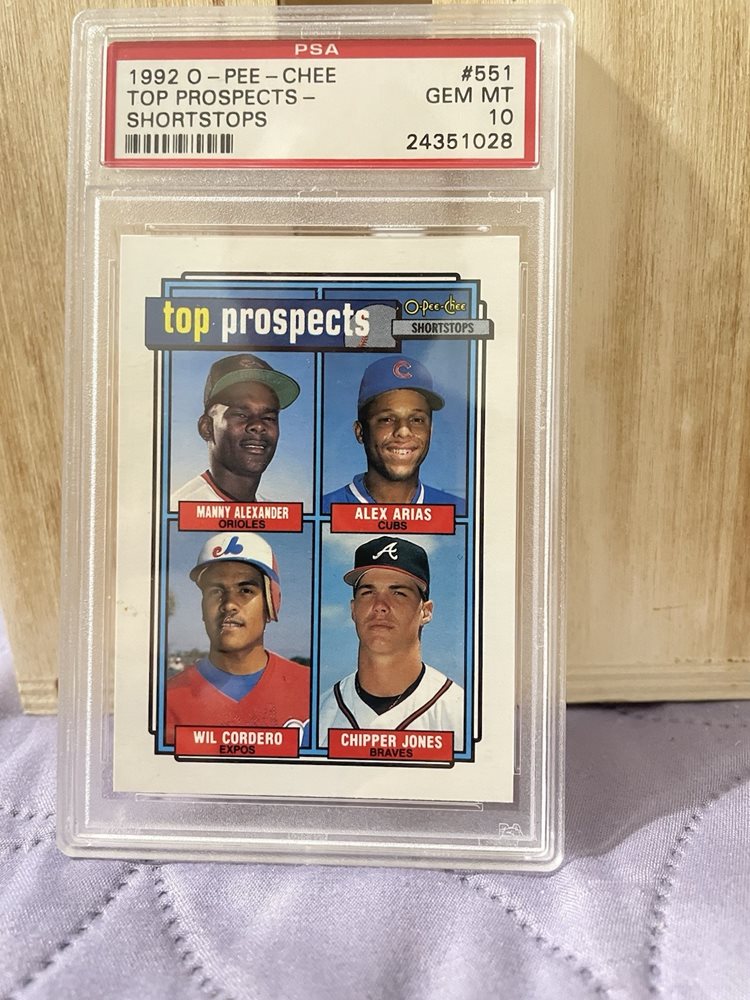 PSA
1992 O-PEE-CHEE #551
TOP PROSPECTS- GEM MT
SHORTSTOPS 10
24351028
top prospects
O-Pee-Chee
SHORTSTOPS
C
MANNY ALEXANDER
ORIOLES
ALEX ARIAS
CUBS
A
WIL CORDERO
EXPOS
CHIPPER JONES
BRAVES